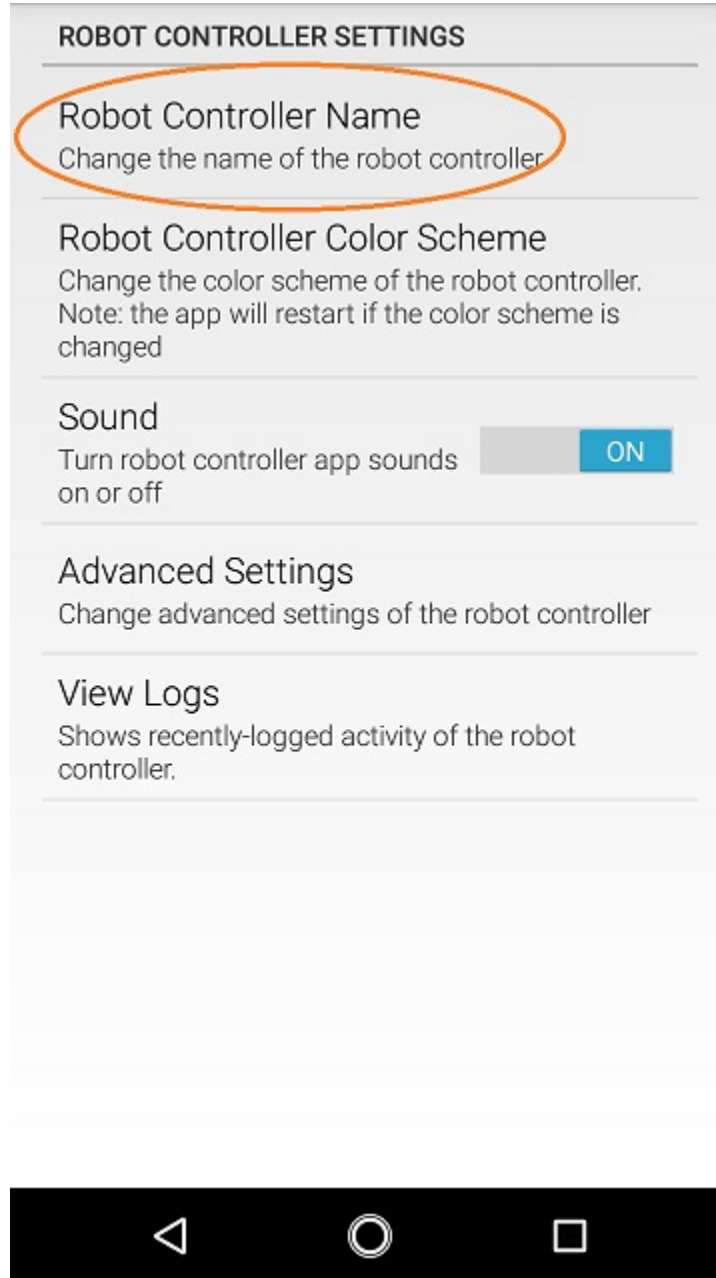 ROBOT CONTROLLER SETTINGS
Robot Controller Name
Change the name of the robot controller
Robot Controller Color Scheme
Change the color scheme of the robot controller.
Note: the app will restart if the color scheme is
changed
Sound
Turn robot controller app sounds
on or off
ON
Advanced Settings
Change advanced settings of the robot controller
View Logs
Shows recently-logged activity of the robot
controller.